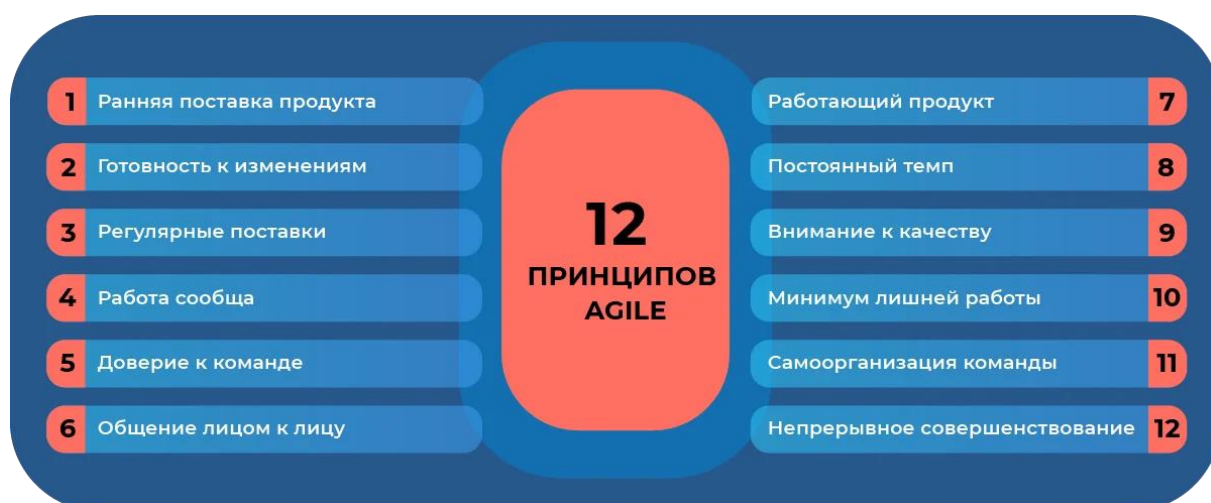 1 Ранняя поставка продукта
2 Готовность к изменениям
3 Регулярные поставки
4 Работа сообща
5 Доверие к команде
6 Общение лицом к лицу
12
ПРИНЦИПОВ
AGILE
Работающий продукт 7
Постоянный темп 8
Внимание к качеству 9
Минимум лишней работы 10
Самоорганизация команды 11
Непрерывное совершенствование 12